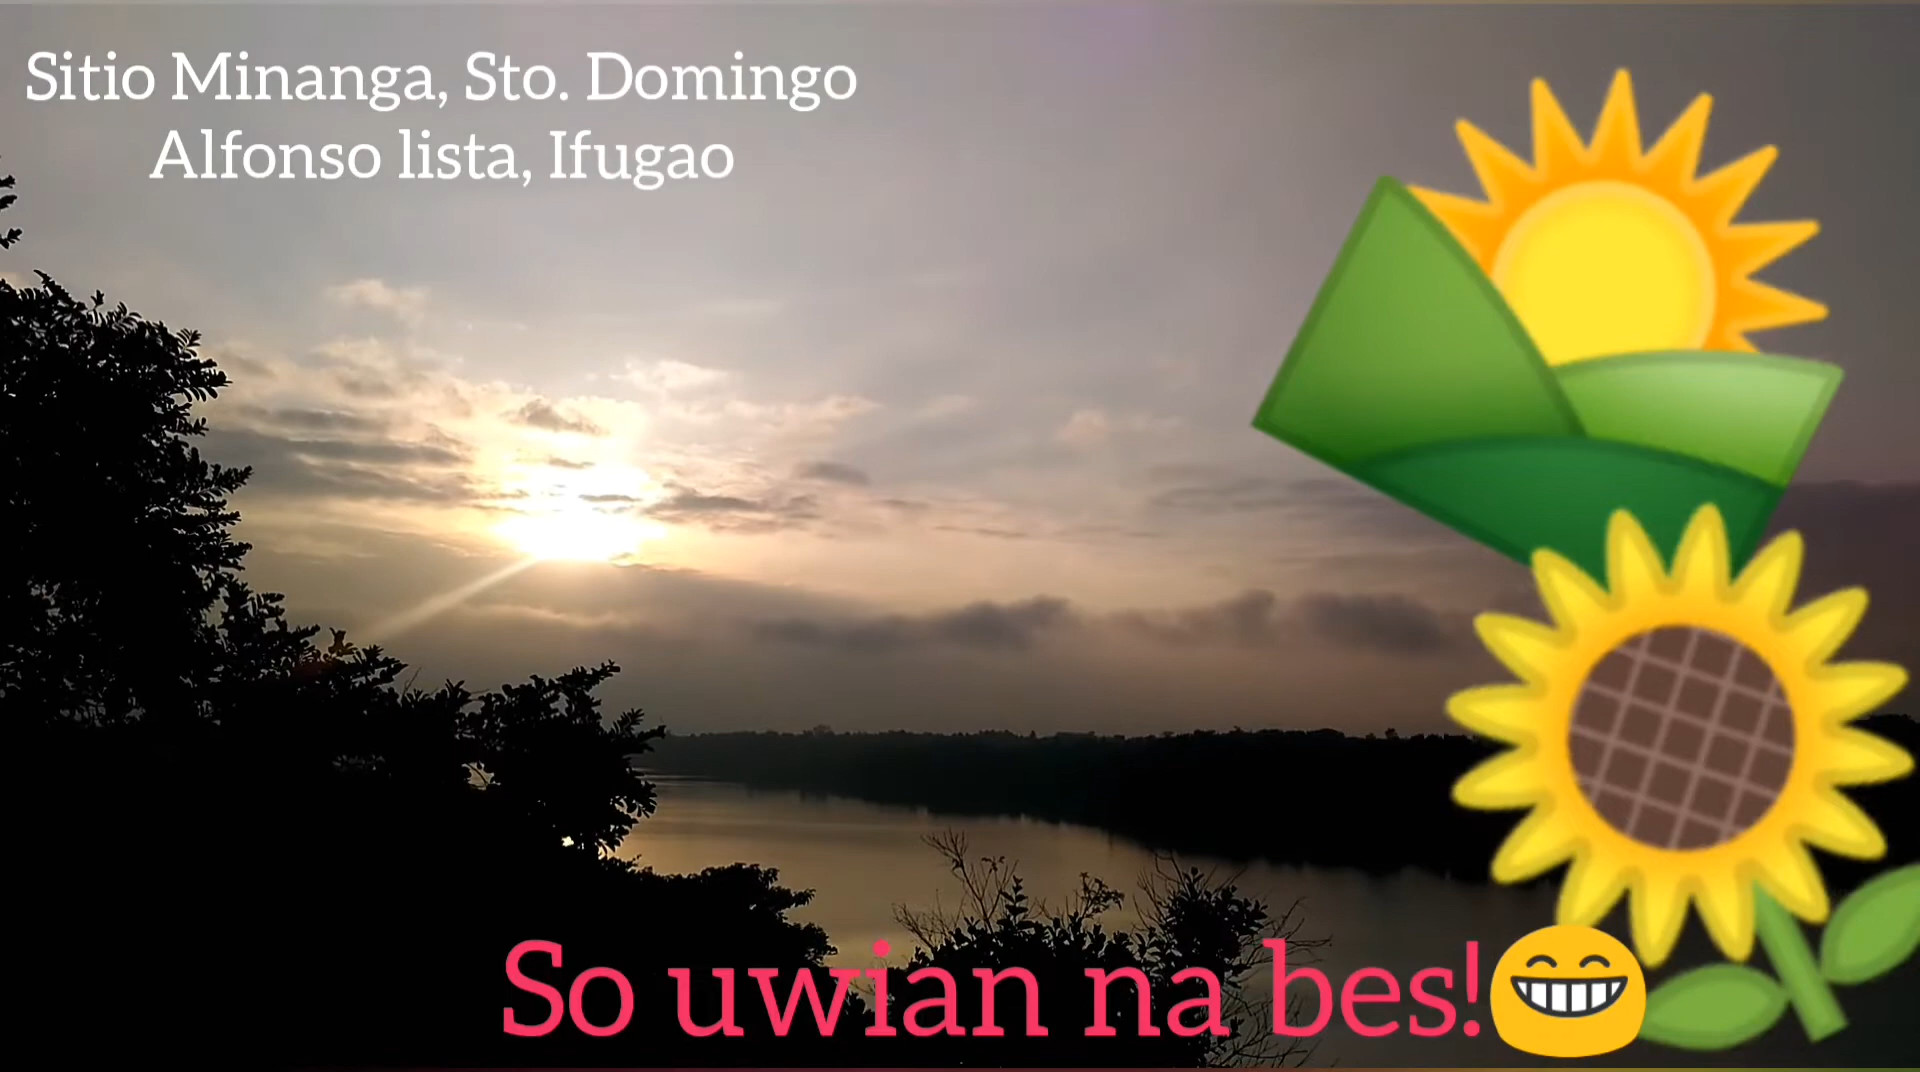 Sitio Minanga, Sto. Domingo
Alfonso lista, Ifugao
So uwian na bes!😁